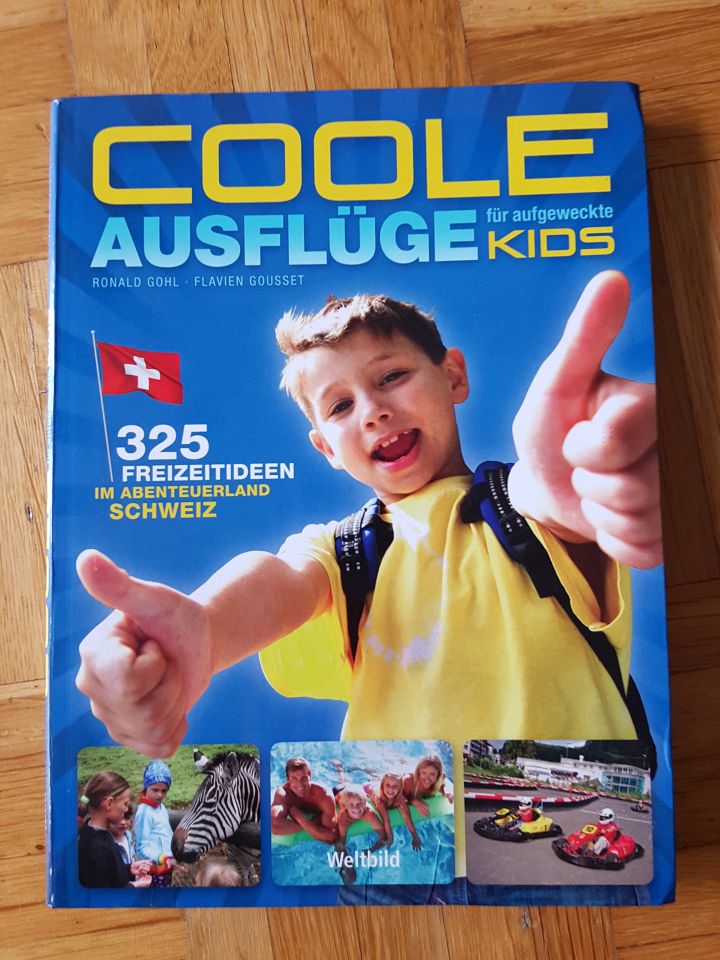 COOLE
AUSFLÜGE für aufgeweckte KIDS
RONALD GOHL · FLAVIEN GOUSSET
325
FREIZEITIDEEN
IM ABENTEUERLAND
SCHWEIZ
Weltbild